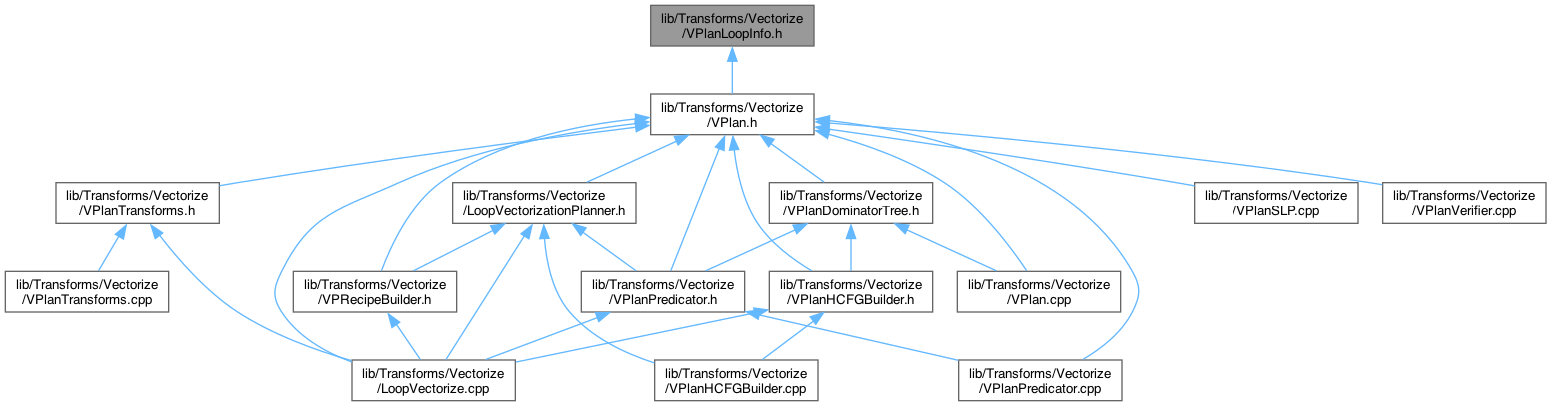 lib/Transforms/Vectorize
/VPlanLoopInfo.h
lib/Transforms/Vectorize
/VPlan.h
lib/Transforms/Vectorize
/VPlanTransforms.h
lib/Transforms/Vectorize
/LoopVectorizationPlanner.h
lib/Transforms/Vectorize
/VPlanDominatorTree.h
lib/Transforms/Vectorize
/VPlanSLP.cpp
lib/Transforms/Vectorize
/VPlanVerifier.cpp
lib/Transforms/Vectorize
/VPlanTransforms.cpp
lib/Transforms/Vectorize
/VPRecipeBuilder.h
lib/Transforms/Vectorize
/VPlanPredicator.h
lib/Transforms/Vectorize
/VPlanHCFGBuilder.h
lib/Transforms/Vectorize
/VPlan.cpp
lib/Transforms/Vectorize
/LoopVectorize.cpp
lib/Transforms/Vectorize
/VPlanHCFGBuilder.cpp
lib/Transforms/Vectorize
/VPlanPredicator.cpp